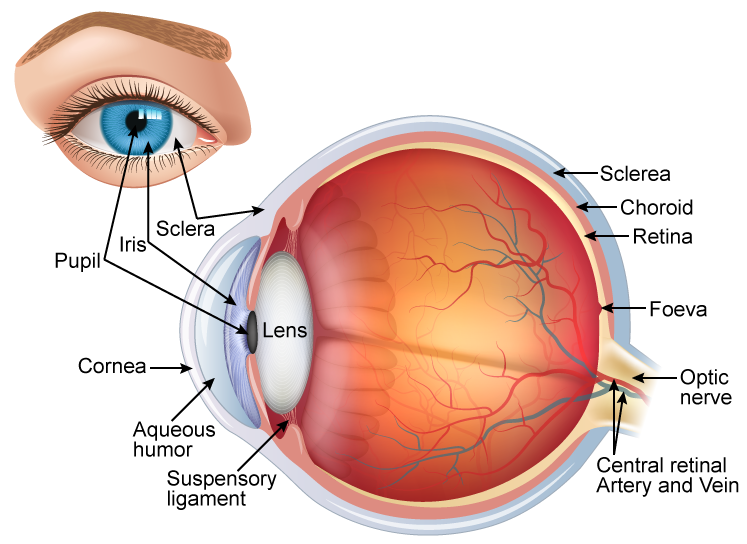 Sclerea
Choroid
Retina
Sclera
Iris
Pupil
Foeva
Lens
Cornea
Optic
nerve
Aqueous
humor
Suspensory
ligament
Central retinal
Artery and Vein